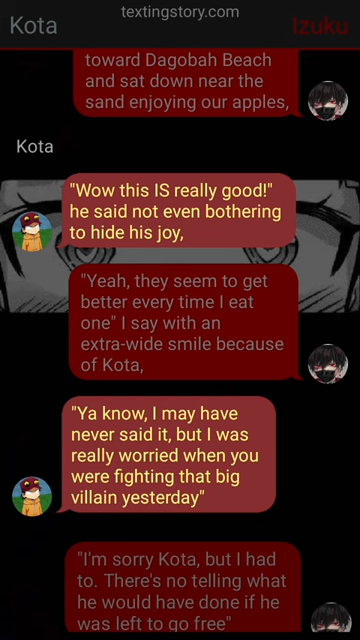 textingstory.com
Kota
Izuku
toward Dagobah Beach
and sat down near the
sand enjoying our apples,
Kota
"Wow this IS really good!"
he said not even bothering
to hide his joy,
"Yeah, they seem to get
better every time I eat
one" I say with an
extra-wide smile because
of Kota,
"Ya know, I may have
never said it, but I was
really worried when you
were fighting that big
villain yesterday"
"I'm sorry Kota, but I had
to. There's no telling what
he would have done if he
was left to go free"